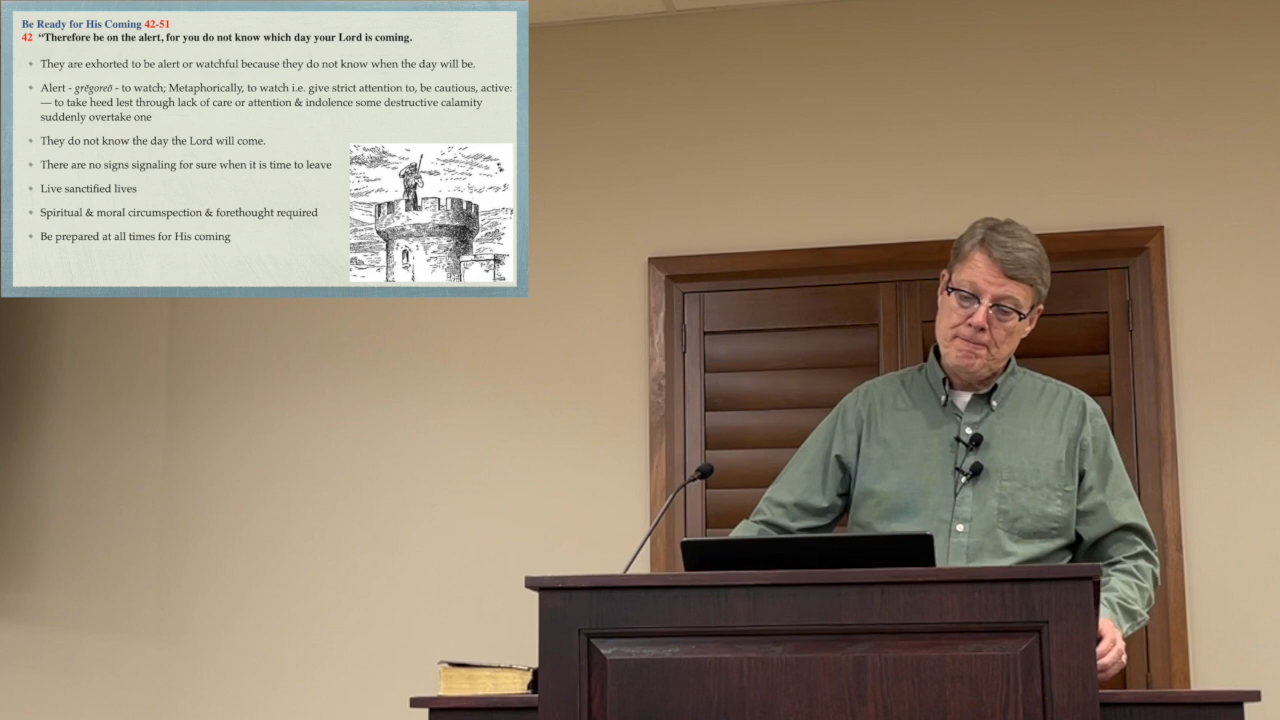 Be Ready for His Coming 42-51
42 “Therefore be on the alert, for you do not know which day your Lord is coming.
They are exhorted to be alert or watchful because they do not know when the day will be.
Alert - grēgoreō - to watch; Metaphorically, to watch i.e. give strict attention to, be cautious, active:
— to take heed lest through lack of care or attention & indolence some destructive calamity
suddenly overtake one
They do not know the day the Lord will come.
There are no signs signaling for sure when it is time to leave
Live sanctified lives
Spiritual & moral circumspection & forethought required
Be prepared at all times for His coming